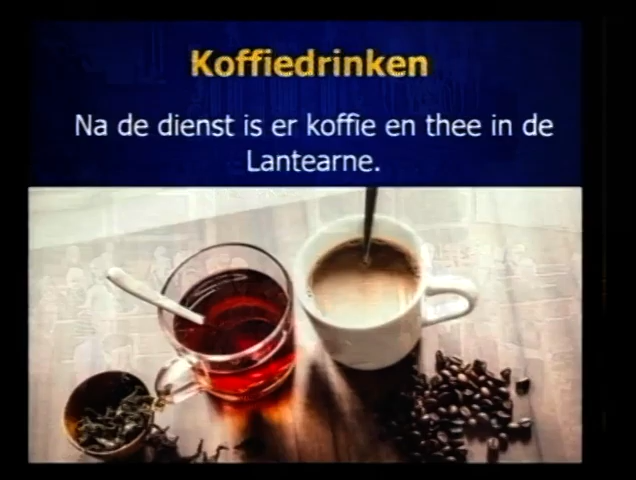 Koffiedrinken
Na de dienst is er koffie en thee in de
Lantearne.